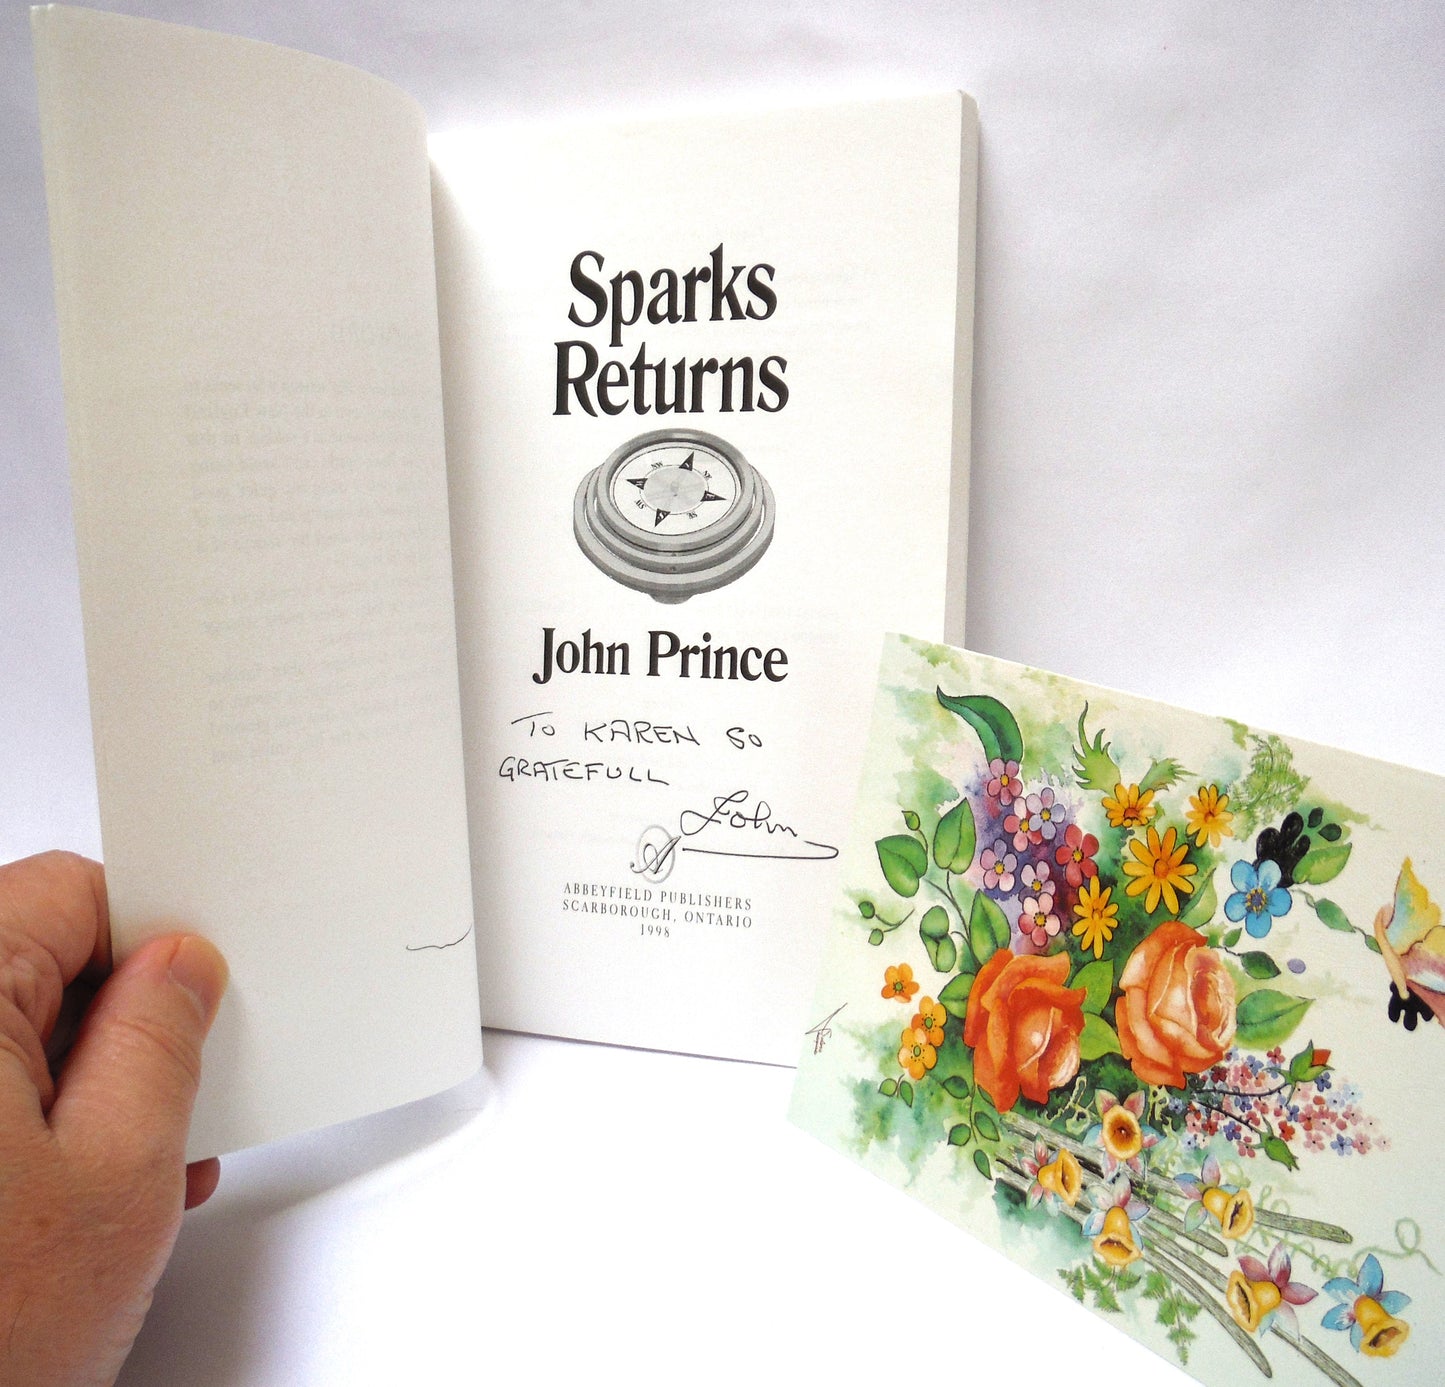 Sparks
Returns
John Prince
TO KAREN SO
GRATEFULL
John
A
ABBEYFIELD PUBLISHERS
SCARBOROUGH, ONTARIO
1998